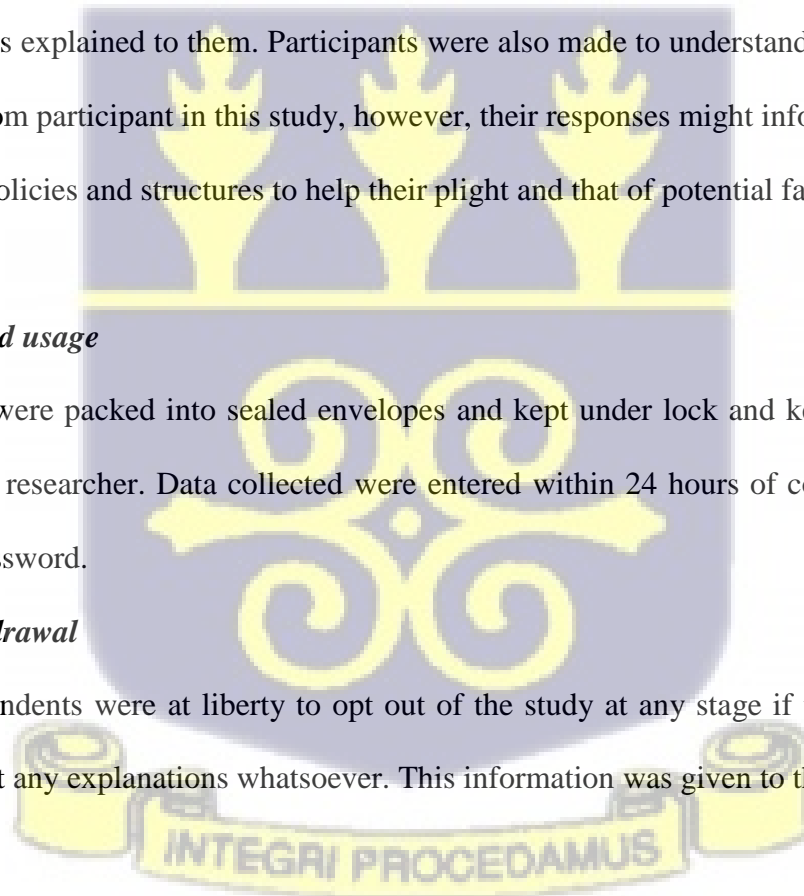 s explained to them. Participants were also made to understand
om participant in this study, however, their responses might info
olicies and structures to help their plight and that of potential fa
d usage
were packed into sealed envelopes and kept under lock and k
researcher. Data collected were entered within 24 hours of c
ssword.
drawal
ndents were at liberty to opt out of the study at any stage if
t any explanations whatsoever. This information was given to t
INTEGRI PROCEDAMUS